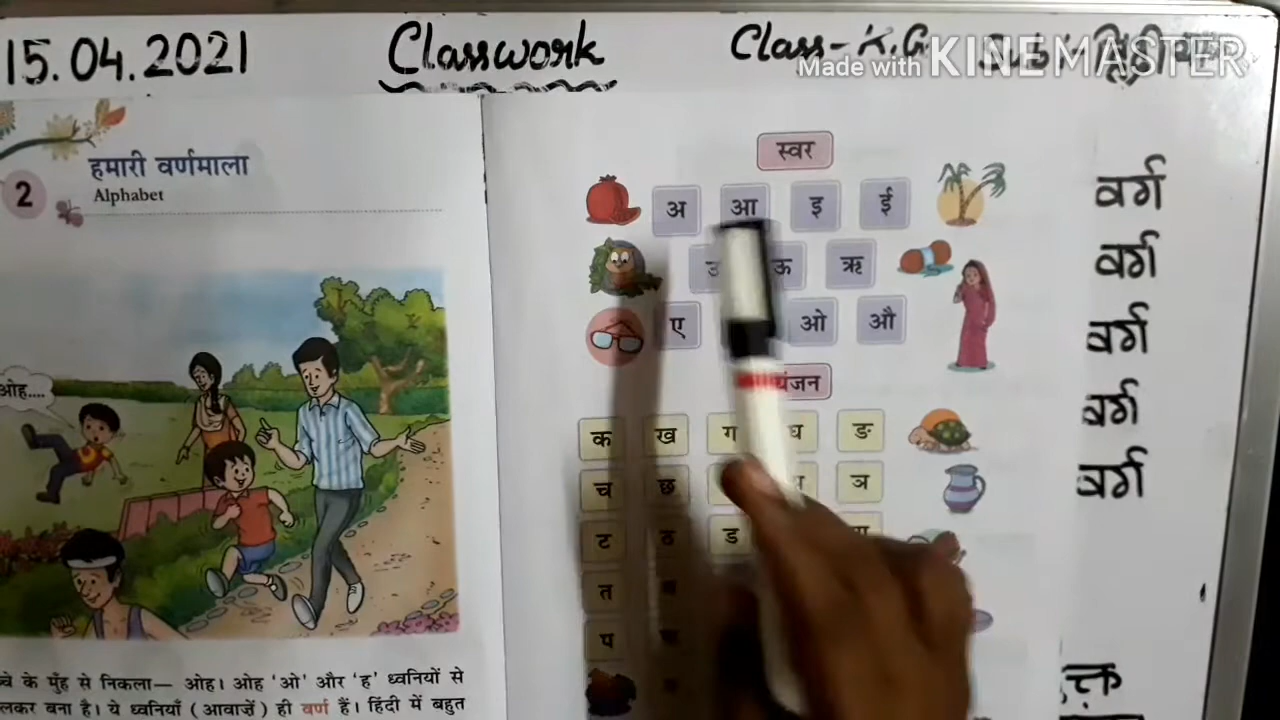 15.04.2021 Classwork Class-K.G.
Made with KINEMASTER
2 हमारी वर्णमाला
Alphabet
ओह....
के मुँह से निकला— ओह। ओह 'ओ' और 'ह' ध्वनियों से
बना है। ये ध्वनियाँ (आवाज़ें) ही वर्ण हैं। हिंदी में बहुत
स्वर
अ आ इ ई
ऊ ऋ
ए ओ औ
क ख ग घ ङ
च छ ञ
ट ठ ड
त
प
वर्ग
वर्ग
वर्ग
वर्ग
वर्ग